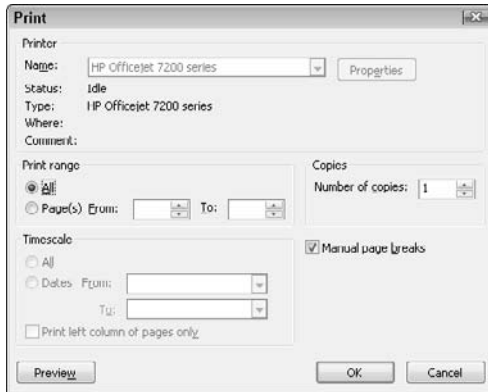 Print
Printer
Name: HP Officejet 7200 series Properties
Status: Idle
Type: HP Officejet 7200 series
Where:
Comment:
Print range
All
Page(s) From: To:
Copies
Number of copies: 1
Timescale
All
Dates From:
To:
Print left column of pages only
Manual page breaks
Preview OK Cancel